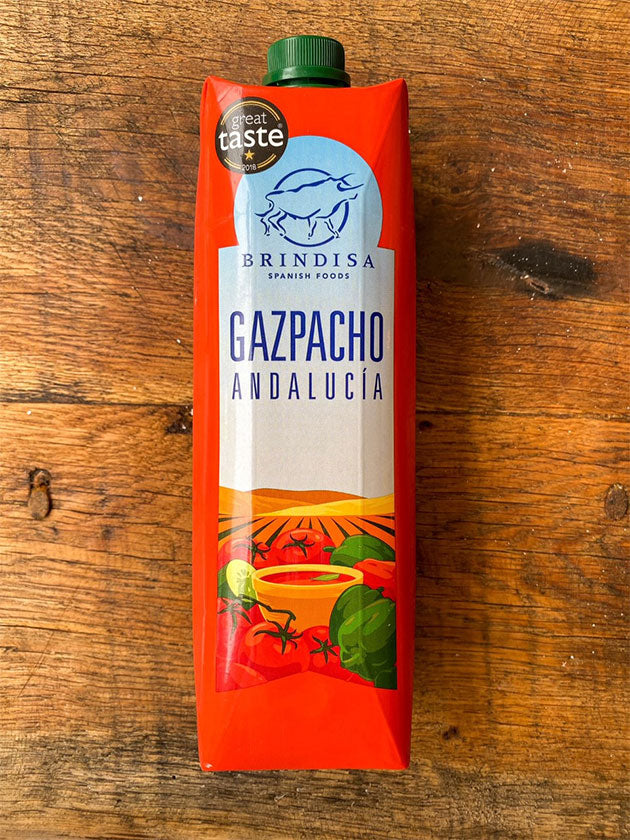 great
taste®
2018
BRINDISA
SPANISH FOODS
GAZPACHO
ANDALUCÍA